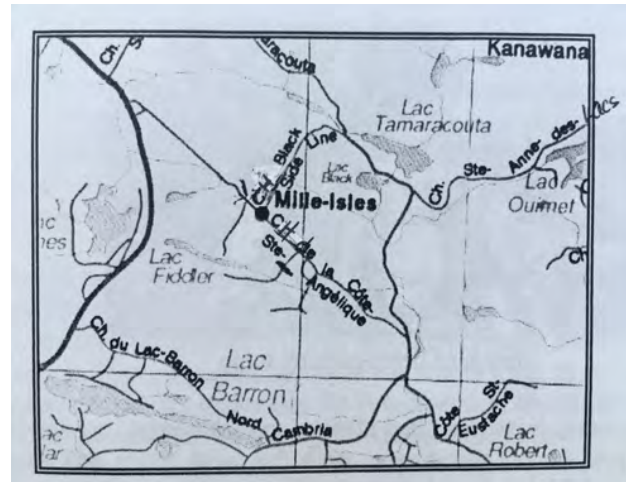 Ch.
Kanawana
Lac
Tamaracouta
Ch. Black
Side Line
Lac
Black
Ch. Ste- Anne- des- Lacs
Lac
Ouimet
Mille-Isles
CH de la Côte-
Ste-
Angélique
Lac
Fiddler
Ch
Ch. du Lac-Barron
Lac
Barron
Nord
Cambria
Côte St-
Eustache
Lac
Robert